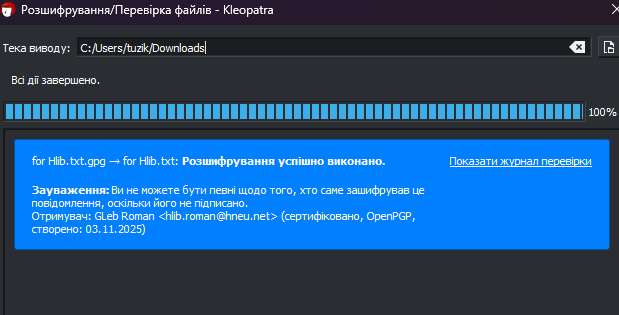 Розшифрування/Перевірка файлів - Kleopatra
Тека виводу: C:/Users/tuzik/Downloads
Всі дії завершено.
100%
for Hlib.txt.gpg → for Hlib.txt: Розшифрування успішно виконано. Показати журнал перевірки
Зауваження: Ви не можете бути певні щодо того, хто саме зашифрував це
повідомлення, оскільки його не підписано.
Отримувач: GLeb Roman <hlib.roman@hneu.net> (сертифіковано, OpenPGP,
створено: 03.11.2025)